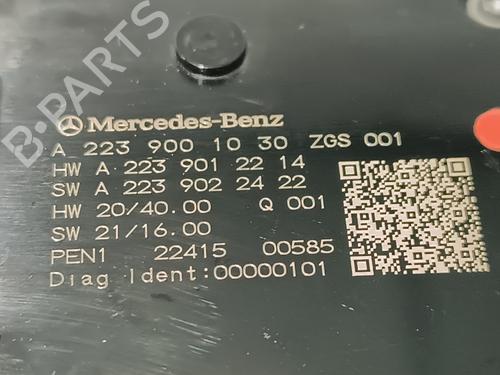 B-PARTS
Mercedes-Benz
A 223 900 10 30 ZGS 001
HW A 223 901 22 14
SW A 223 902 24 22
HW 20/40.00 Q 001
SW 21/16.00
PEN1 22415 00585
Diag Ident:00000101